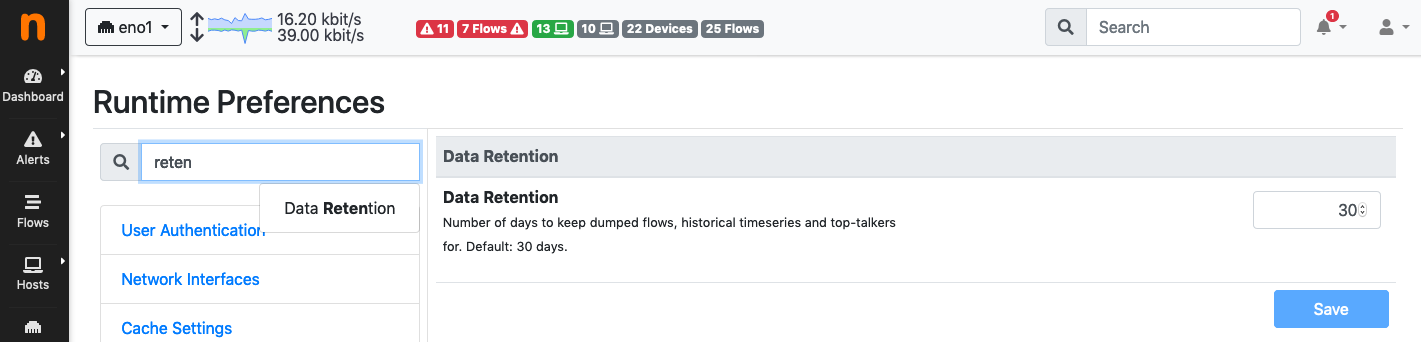 n
eno1
16.20 kbit/s
39.00 kbit/s
11
7 Flows
13
10
22 Devices
25 Flows
Search
1
Dashboard
Alerts
Flows
Hosts
Runtime Preferences
reten
Data Retention
User Authentication
Network Interfaces
Cache Settings
Data Retention
Data Retention
Number of days to keep dumped flows, historical timeseries and top-talkers
for. Default: 30 days.
30
Save